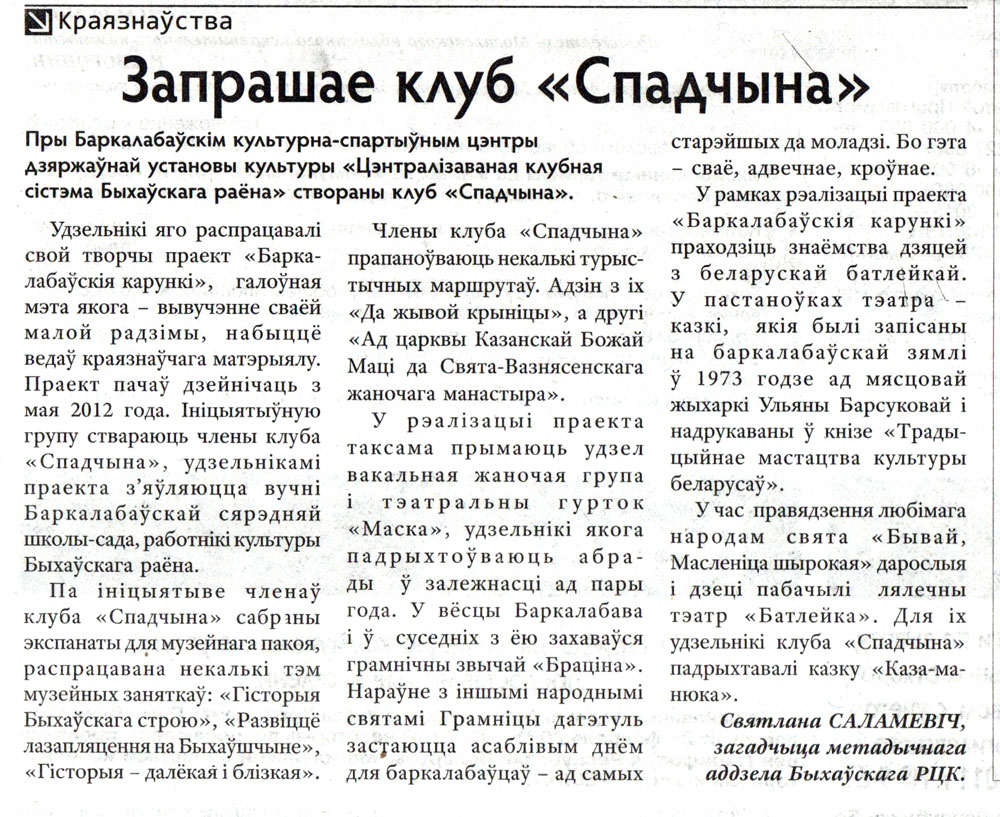 Краязнаўства
Запрашае клуб «Спадчына»
Пры Баркалабаўскім культурна-спартыўным цэнтры
дзяржаўнай установы культуры «Цэнтралізаваная клубная
сістэма Быхаўскага раёна» створаны клуб «Спадчына».
Удзельнікі яго распрацавалі
свой творчы праект «Барка-
лабаўскія карункі», галоўная
мэта якога – вывучэнне сваёй
малой радзімы, набыццё
ведаў краязнаўчага матэрыялу.
Праект пачаў дзейнічаць з
мая 2012 года. Ініцыятыўную
групу ствараюць члены клуба
«Спадчына», удзельнікамі
праекта з’яўляюцца вучні
Баркалабаўскай сярэдняй
школы-сада, работнікі культуры
Быхаўскага раёна.
Па ініцыятыве членаў
клуба «Спадчына» сабраны
экспанаты для музейнага пакоя,
распрацавана некалькі тэм
музейных заняткаў: «Гісторыя
Быхаўскага строю», «Развіццё
лазапляцення на Быхаўшчыне»,
«Гісторыя – далёкая і блізкая».
Члены клуба «Спадчына»
прапаноўваюць некалькі турыс-
тычных маршрутаў. Адзін з іх
«Да жывой крыніцы», а другі
«Ад царквы Казанскай Божай
Маці да Свята-Вазнясенскага
жаночага манастыра».
У рэалізацыі праекта
таксама прымаюць удзел
вакальная жаночая група
і тэатральны гурток
«Маска», удзельнікі якога
падрыхтоўваюць абра-
ды ў залежнасці ад пары
года. У вёсцы Баркалабава
і ў суседніх з ёю захаваўся
грамнічны звычай «Браціна».
Нараўне з іншымі народнымі
святамі Грамніцы дагэтуль
застаюцца асаблівым днём
для баркалабаўцаў – ад самых
старэйшых да моладзі. Бо гэта
– сваё, адвечнае, кроўнае.
У рамках рэалізацыі праекта
«Баркалабаўскія карункі»
праходзіць знаёмства дзяцей
з беларускай батлейкай.
У пастаноўках тэатра –
казкі, якія былі запісаны
на баркалабаўскай зямлі
ў 1973 годзе ад мясцовай
жыхаркі Ульяны Барсуковай і
надрукаваны ў кнізе «Трады-
цыйнае мастацтва культуры
беларусаў».
У час правядзення любімага
народам свята «Бывай,
Масленіца шырокая» дарослыя
і дзеці пабачылі лялечны
тэатр «Батлейка». Для іх
удзельнікі клуба «Спадчына»
падрыхтавалі казку «Каза-ма-
нюка».
Святлана САЛАМЕВІЧ,
загадчыца метадычнага
аддзела Быхаўскага РЦК.